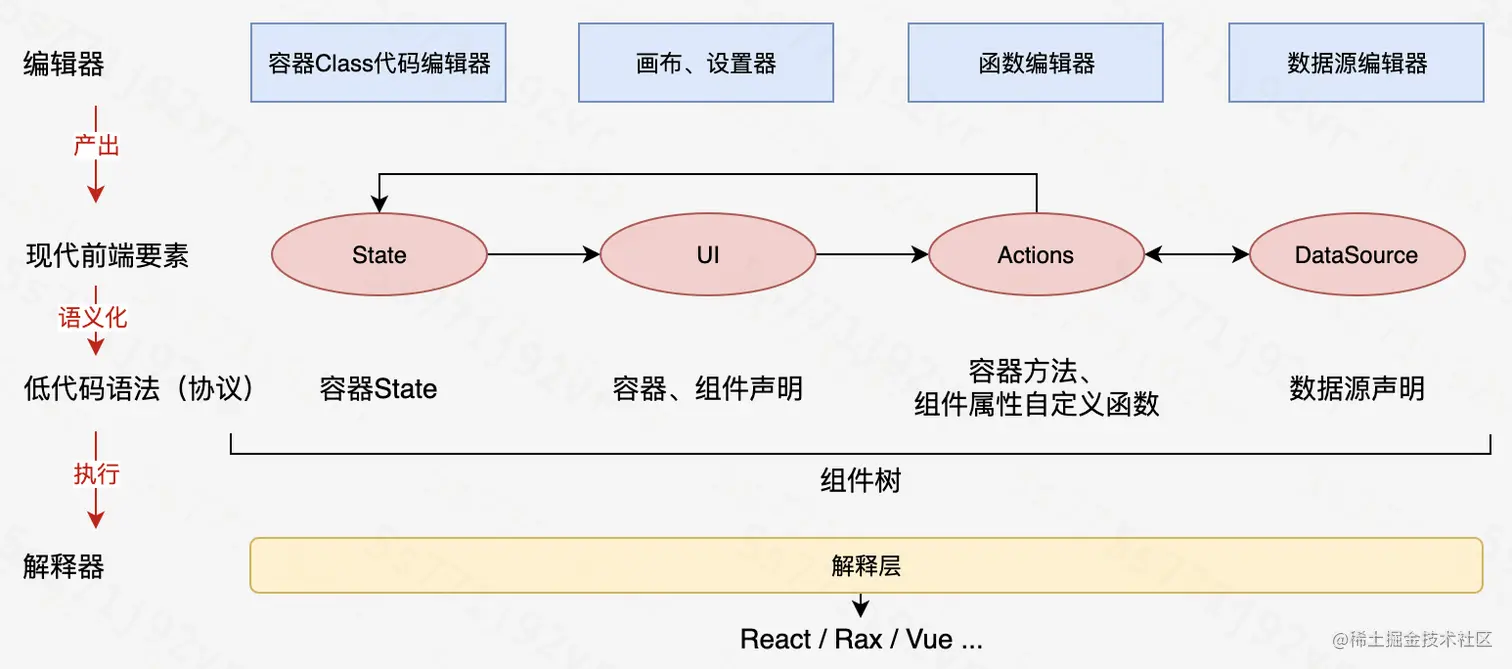 编辑器
容器Class代码编辑器
画布、设置器
函数编辑器
数据源编辑器
产出
现代前端要素
State
UI
Actions
DataSource
语义化
低代码语法（协议）
容器State
容器、组件声明
容器方法、
组件属性自定义函数
数据源声明
执行
组件树
解释器
解释层
React / Rax / Vue ...
@稀土掘金技术社区